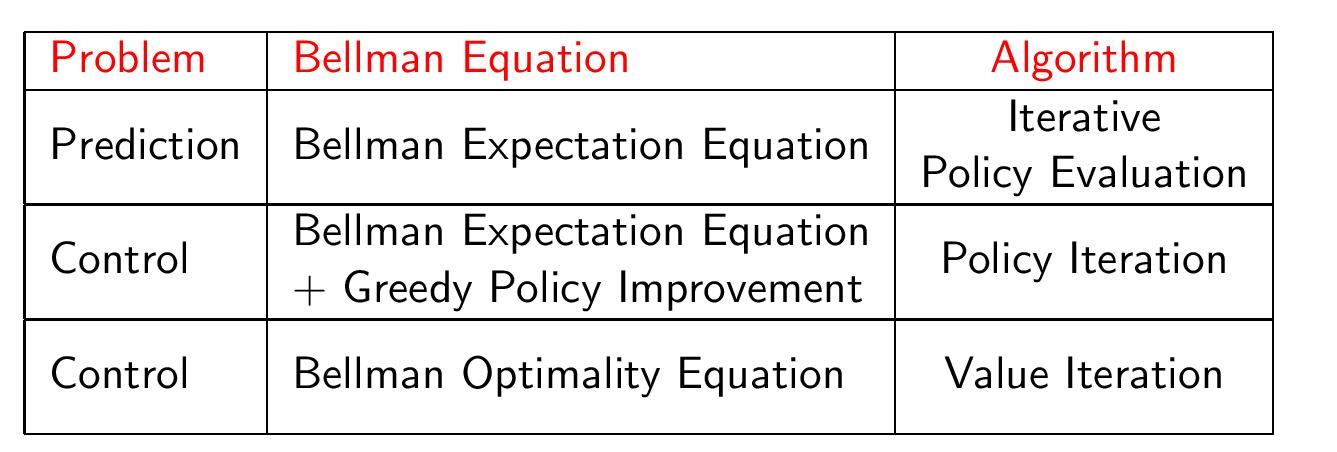 Problem
Bellman Equation
Algorithm
Prediction
Bellman Expectation Equation
Iterative
Policy Evaluation
Control
Bellman Expectation Equation
+ Greedy Policy Improvement
Policy Iteration
Control
Bellman Optimality Equation
Value Iteration